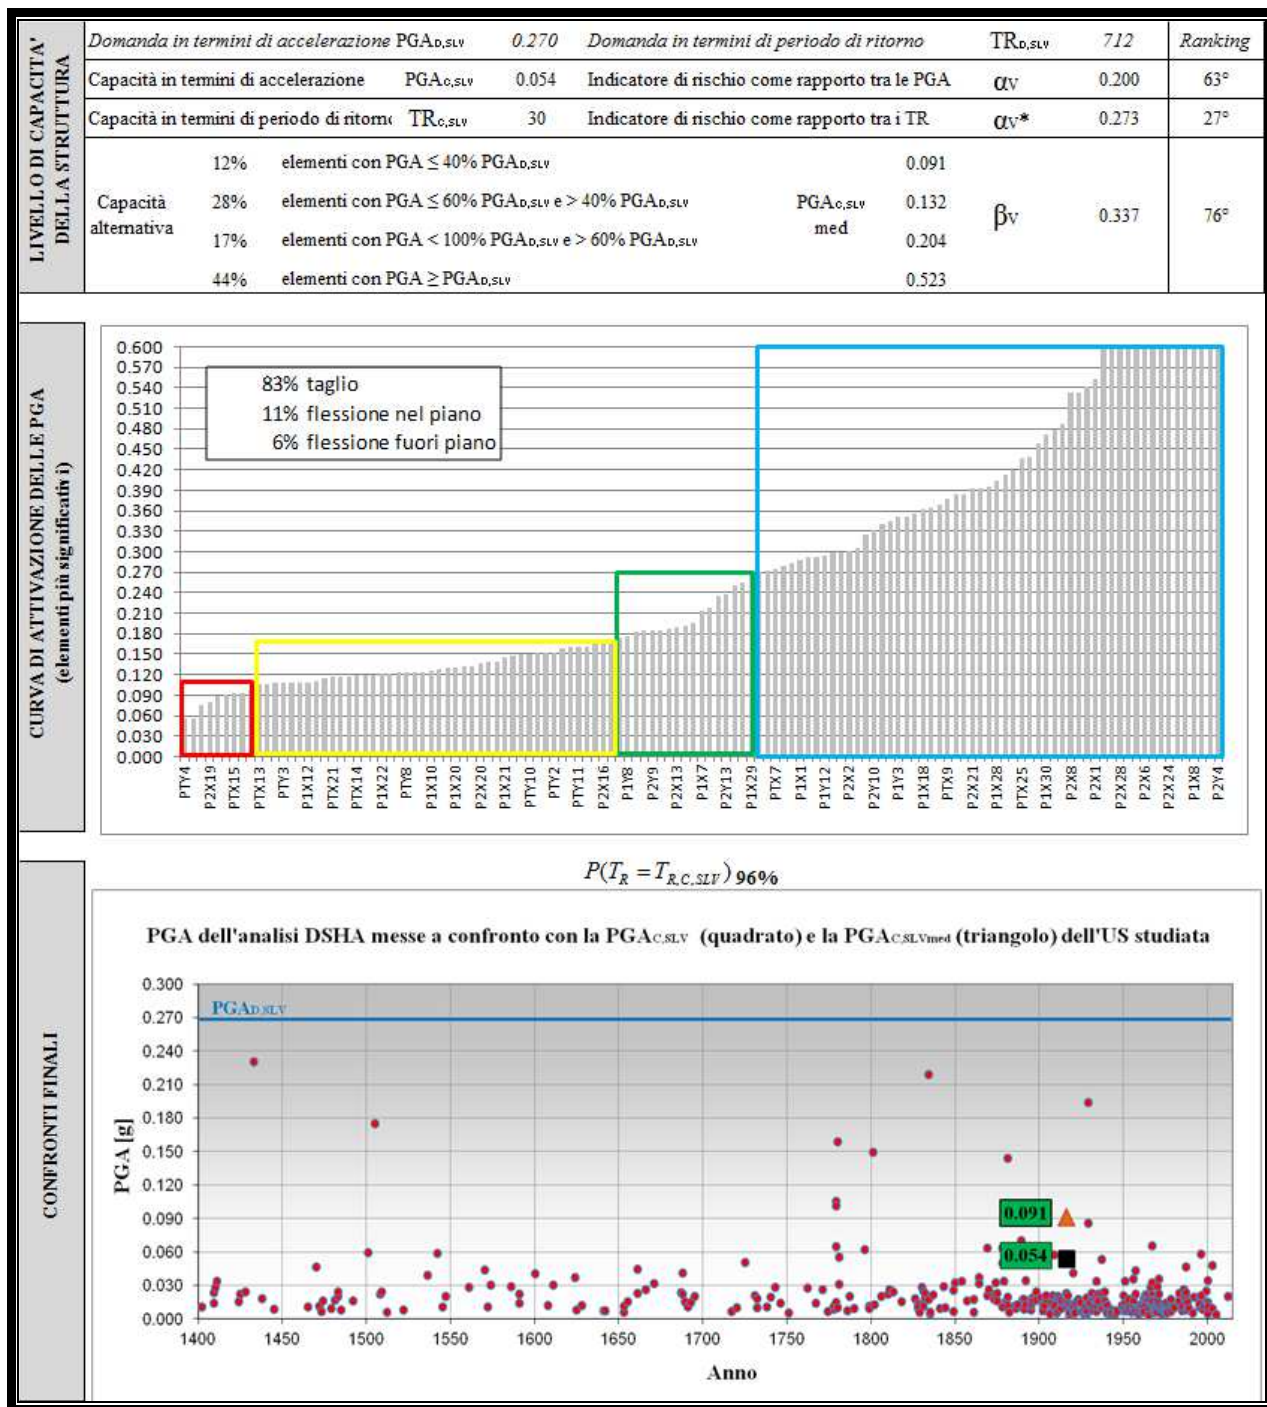 LIVELLO DI CAPACITA' DELLA STRUTTURA
Domanda in termini di accelerazione PGAD,SLV 0.270 Domanda in termini di periodo di ritorno TRD,SLV 712 Ranking
Capacità in termini di accelerazione PGAC,SLV 0.054 Indicatore di rischio come rapporto tra le PGA αV 0.200 63°
Capacità in termini di periodo di ritorno TRC,SLV 30 Indicatore di rischio come rapporto tra i TR αV* 0.273 27°
Capacità alternativa
12% elementi con PGA ≤ 40% PGAD,SLV 0.091
28% elementi con PGA ≤ 60% PGAD,SLV e > 40% PGAD,SLV 0.132
17% elementi con PGA < 100% PGAD,SLV e > 60% PGAD,SLV 0.204
44% elementi con PGA ≥ PGAD,SLV 0.523
PGAC,SLV med
βV 0.337 76°
CURVA DI ATTIVAZIONE DELLE PGA
(elementi più significativi)
0.600
0.570
0.540
0.510
0.480
0.450
0.420
0.390
0.360
0.330
0.300
0.270
0.240
0.210
0.180
0.150
0.120
0.090
0.060
0.030
0.000
83% taglio
11% flessione nel piano
6% flessione fuori piano
PTY4 P2X19 PTX15 PTX13 PTY3 P1X12 PTX21 PTX14 P1X22 PTY8 P1X10 P1X20 P2X20 P1X21 PTY10 PTY2 PTY11 P2X16 P1Y8 P2Y9 P2X13 P1X7 P2Y13 P1X29 PTX7 P1X1 P1Y12 P2X2 P2Y10 P1Y3 P1X18 PTX9 P2X21 P1X28 PTX25 P1X30 P2X8 P2X1 P2X28 P2X6 P2X24 P1X8 P2Y4
CONFRONTI FINALI
P(TR = TR,C,SLV) 96%
PGA dell'analisi DSHA messe a confronto con la PGAC,SLV (quadrato) e la PGAC,SLVmed (triangolo) dell'US studiata
PGA [g]
0.300
0.270
0.240
0.210
0.180
0.150
0.120
0.090
0.060
0.030
0.000
PGAD,SLV
0.091
0.054
1400 1450 1500 1550 1600 1650 1700 1750 1800 1850 1900 1950 2000
Anno